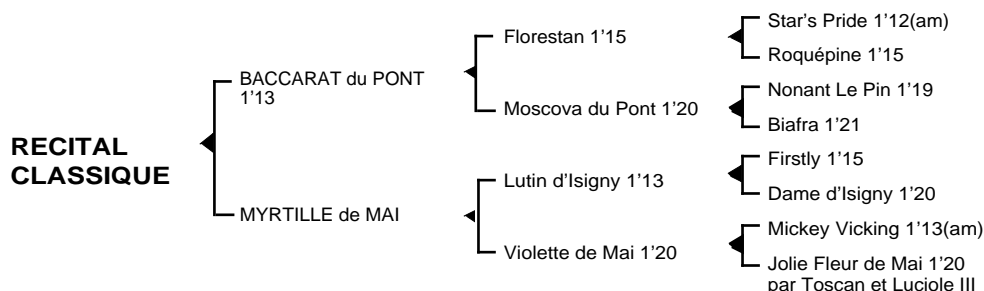 Star's Pride 1'12(am)
Florestan 1'15
Roquépine 1'15
BACCARAT du PONT
1'13
Nonant Le Pin 1'19
Moscova du Pont 1'20
Biafra 1'21
RECITAL
CLASSIQUE
Firstly 1'15
Lutin d'Isigny 1'13
Dame d'Isigny 1'20
MYRTILLE de MAI
Mickey Vicking 1'13(am)
Violette de Mai 1'20
Jolie Fleur de Mai 1'20
par Toscan et Luciole III